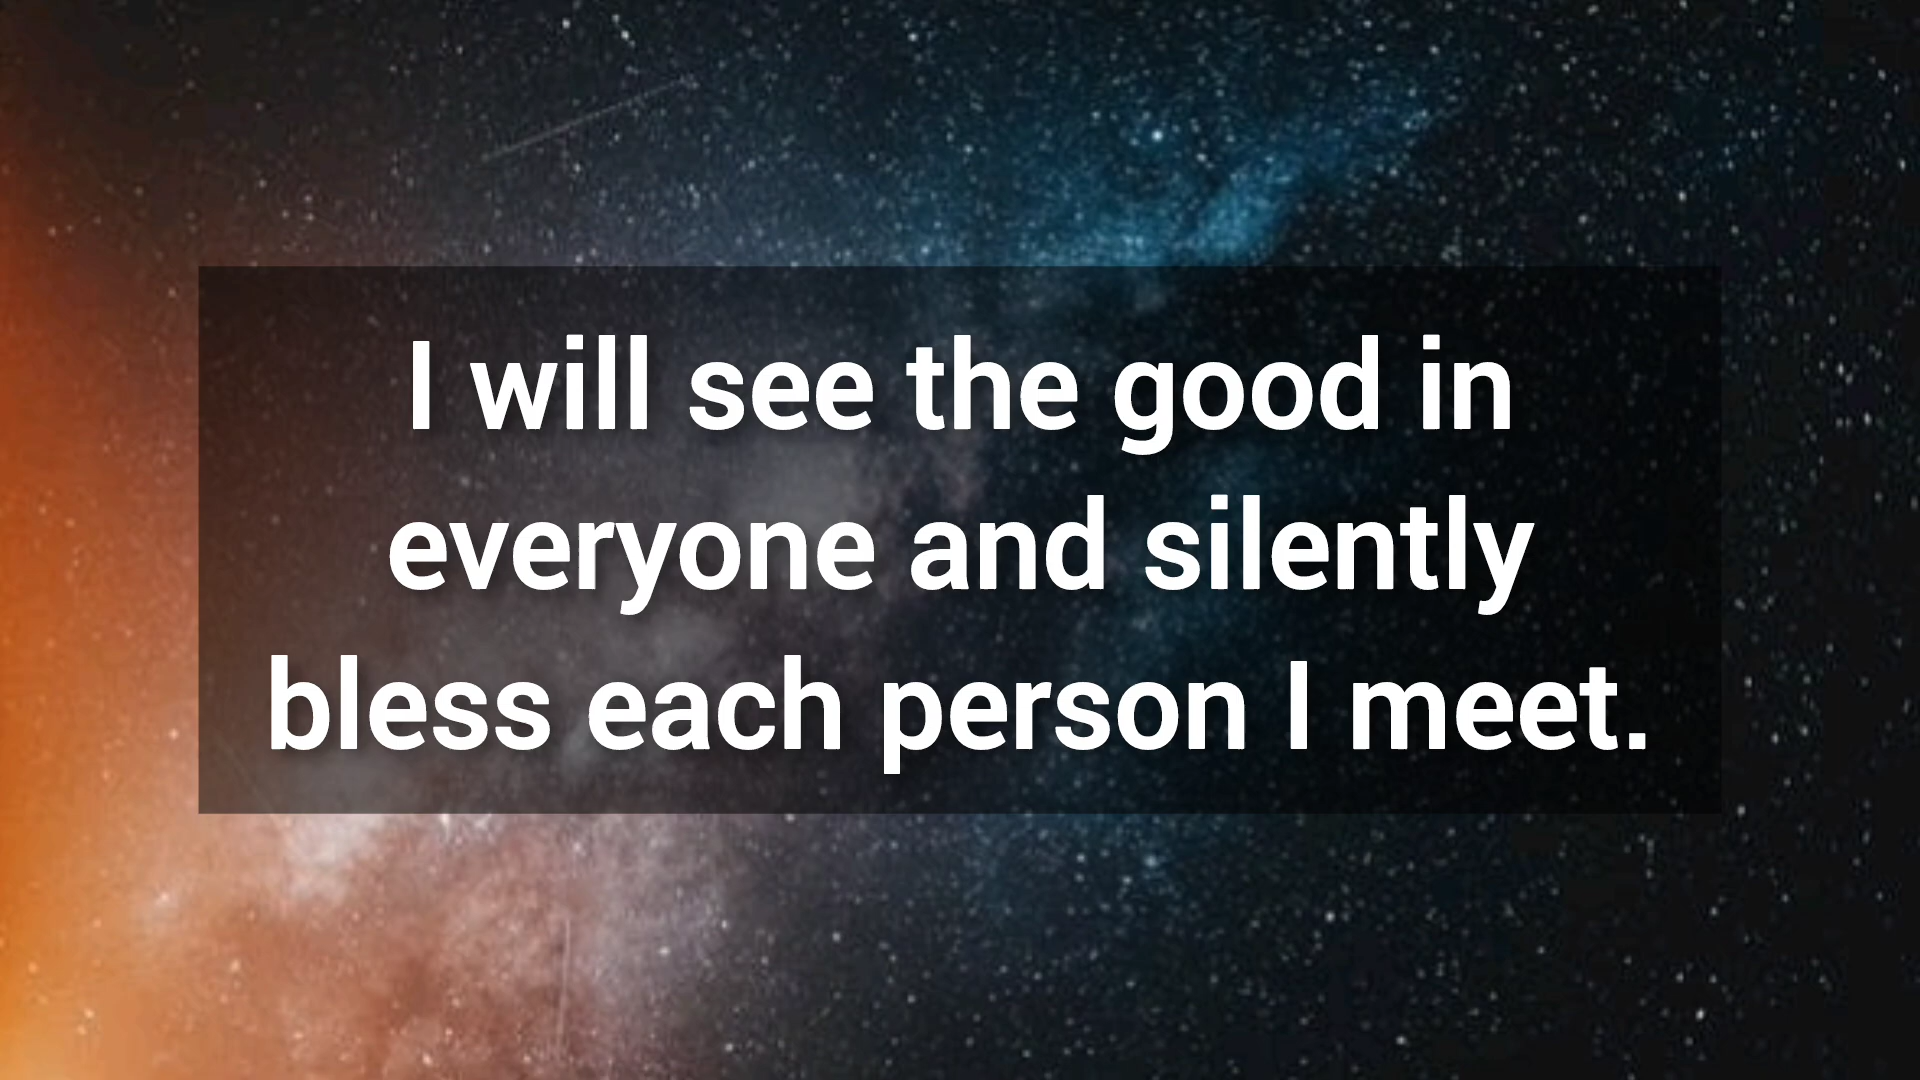 I will see the good in
everyone and silently
bless each person I meet.